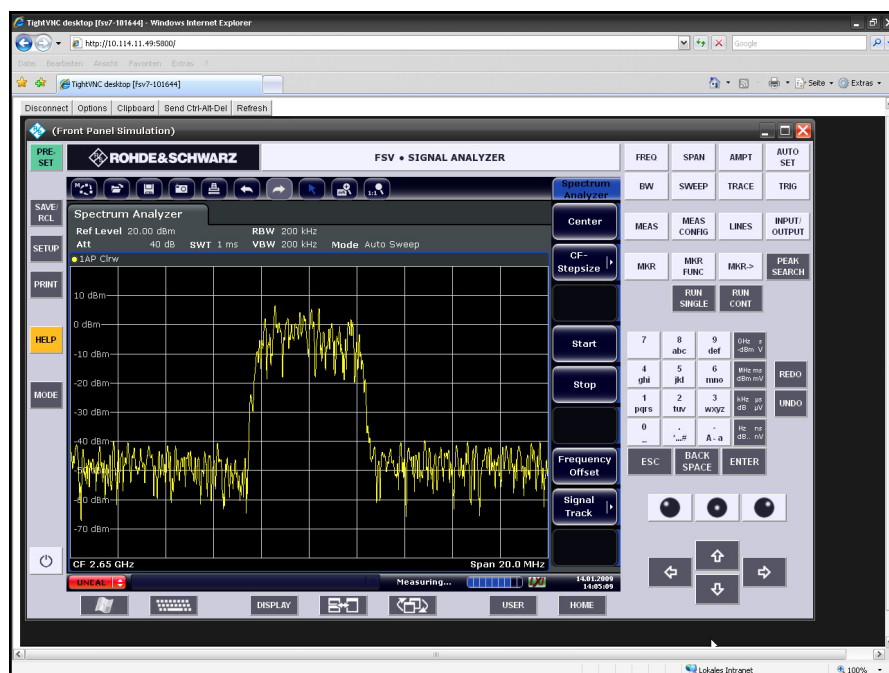 TightVNC desktop [fsv7-101644] - Windows Internet Explorer
http://10.114.11.49:5800/
Google
Datei Bearbeiten Ansicht Favoriten Extras ?
TightVNC desktop [fsv7-101644]
Seite Extras
Disconnect Options Clipboard Send Ctrl-Alt-Del Refresh
(Front Panel Simulation)
PRE-
SET
ROHDE&SCHWARZ
FSV • SIGNAL ANALYZER
FREQ SPAN AMPT AUTO
SET
Spectrum
Analyzer
BW SWEEP TRACE TRIG
SAVE/
RCL
Spectrum Analyzer
Ref Level 20.00 dBm RBW 200 kHz
Att 40 dB SWT 1 ms VBW 200 kHz Mode Auto Sweep
1AP Clrw
Center
MEAS MEAS
CONFIG LINES INPUT/
OUTPUT
SETUP
CF-
Stepsize
MKR MKR
FUNC MKR-> PEAK
SEARCH
PRINT
10 dBm
RUN
SINGLE RUN
CONT
0 dBm
HELP
Start
7 8
abc 9
def GHz s
-dBm V
-10 dBm
-20 dBm
Stop
4
ghi 5
jkl 6
mno MHz ms
dBm mV REDO
MODE
1
pqrs 2
tuv 3
wxyz kHz µs
dB µV UNDO
-30 dBm
0
_ .
*...# -
A-a Hz ns
dB.. nV
-40 dBm
Frequency
Offset
ESC BACK
SPACE ENTER
-60 dBm
Signal
Track
-70 dBm
CF 2.65 GHz Span 20.0 MHz
UNCAL Measuring... 14.01.2009
14:05:09
DISPLAY USER HOME
Lokales Intranet 100%